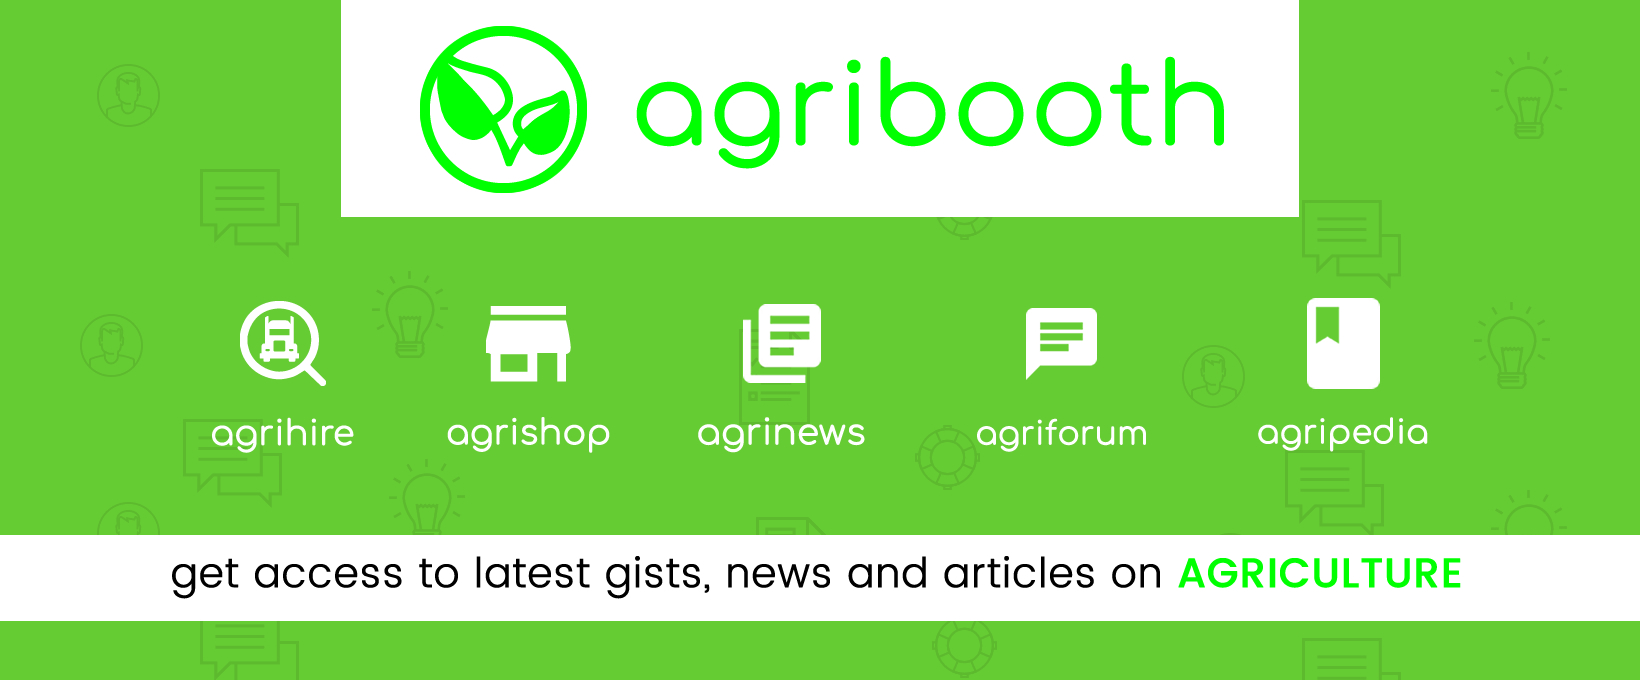 agribooth
agrihire agrishop agrinews agriforum agripedia
get access to latest gists, news and articles on AGRICULTURE